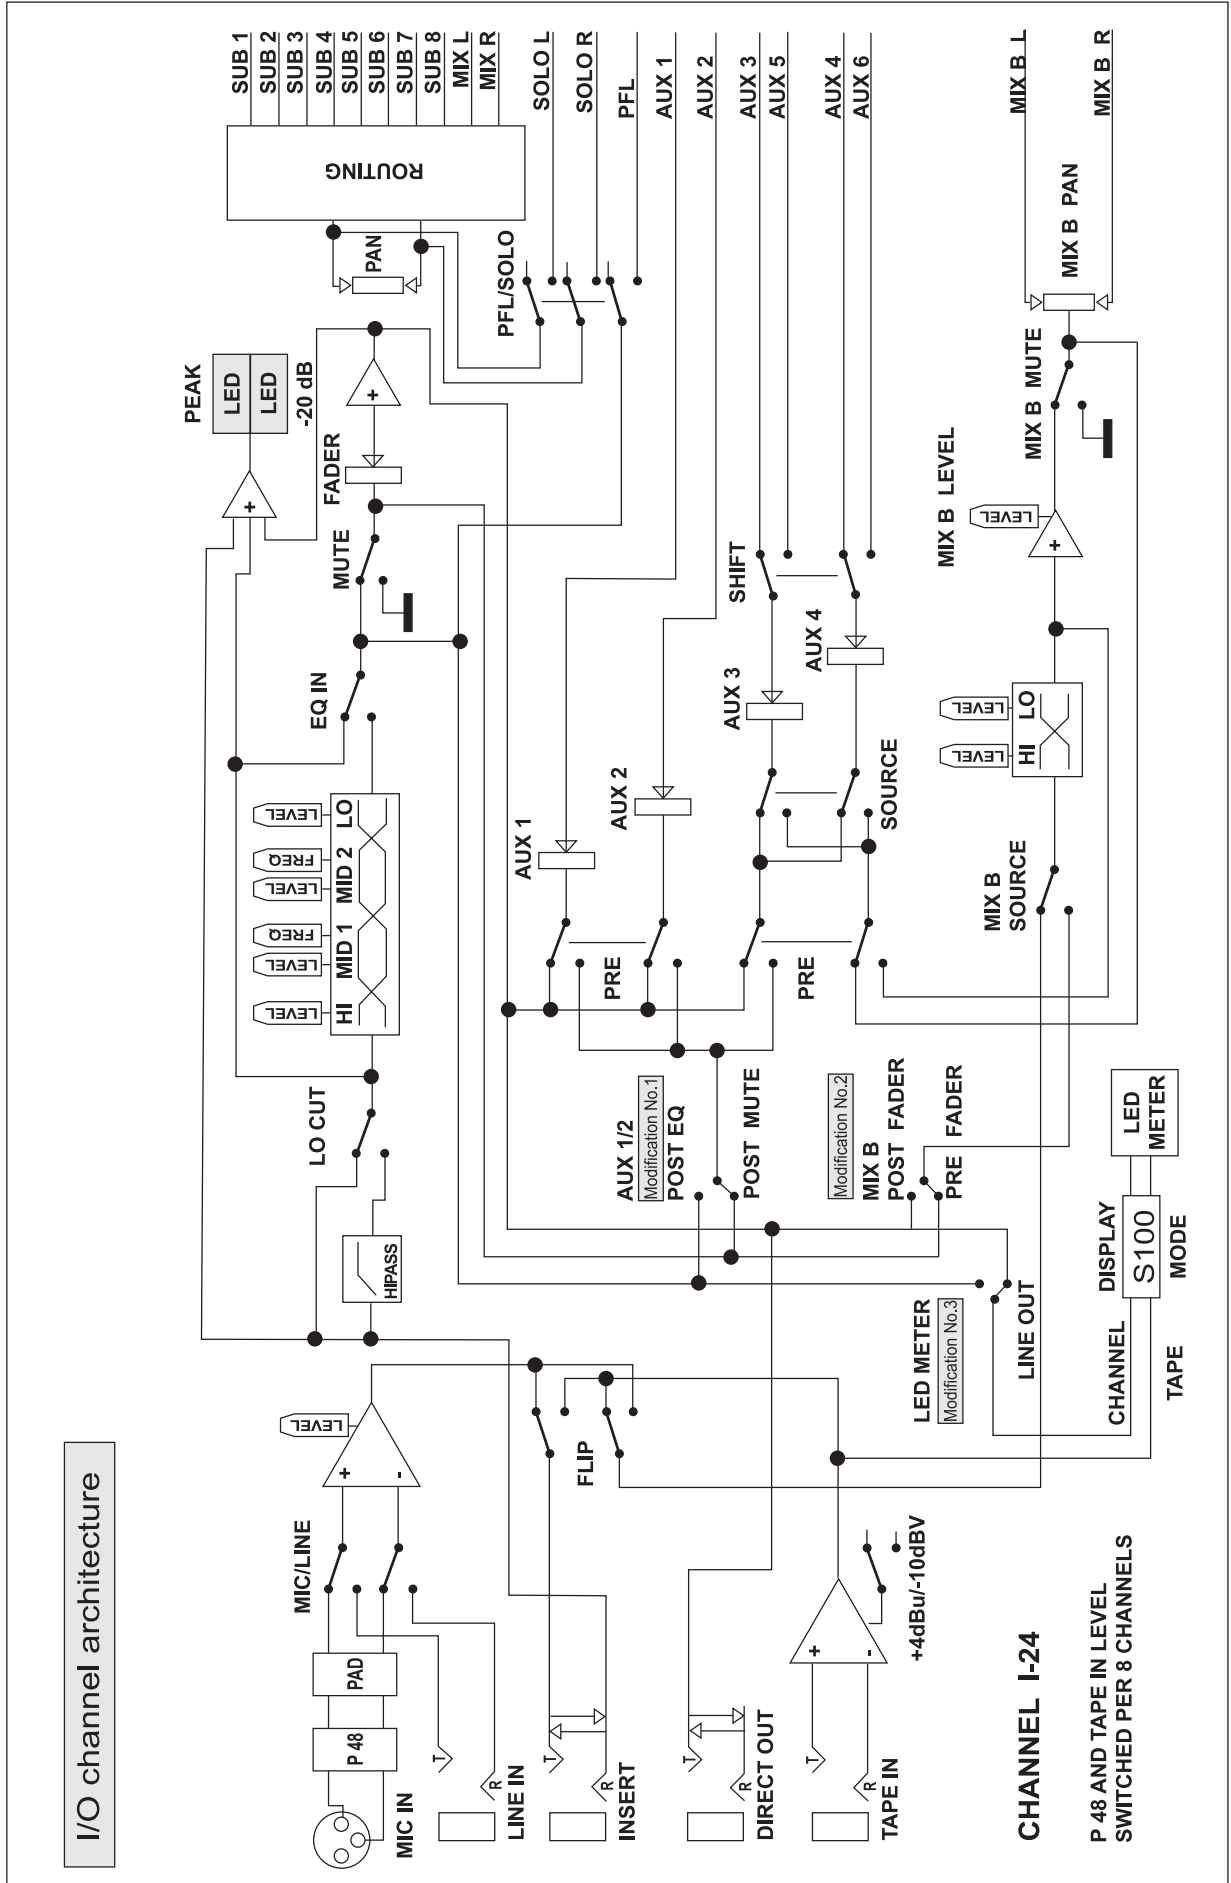 I/O channel architecture
MIC IN
P 48
PAD
MIC/LINE
LEVEL
+
-
T
R
LINE IN
T
R
INSERT
FLIP
T
R
DIRECT OUT
T
R
TAPE IN
+
-
+4dBu/-10dBV
CHANNEL I-24
P 48 AND TAPE IN LEVEL
SWITCHED PER 8 CHANNELS
HIPASS
LO CUT
LEVEL
LEVEL
FREQ
LEVEL
FREQ
LEVEL
HI
MID 1
MID 2
LO
EQ IN
MUTE
FADER
+
+
PEAK
LED
LED
-20 dB
PAN
ROUTING
SUB 1
SUB 2
SUB 3
SUB 4
SUB 5
SUB 6
SUB 7
SUB 8
MIX L
MIX R
PFL/SOLO
SOLO L
SOLO R
PFL
AUX 1
AUX 2
AUX 3
AUX 5
AUX 4
AUX 6
AUX 1/2
Modification No.1
POST EQ
POST MUTE
PRE
PRE
AUX 1
AUX 2
AUX 3
AUX 4
SOURCE
SHIFT
Modification No.2
MIX B
POST FADER
PRE FADER
LED METER
Modification No.3
LINE OUT
CHANNEL
TAPE
DISPLAY
S100
MODE
LED
METER
MIX B
SOURCE
LEVEL
LEVEL
HI
LO
MIX B LEVEL
LEVEL
+
MIX B MUTE
MIX B PAN
MIX B L
MIX B R